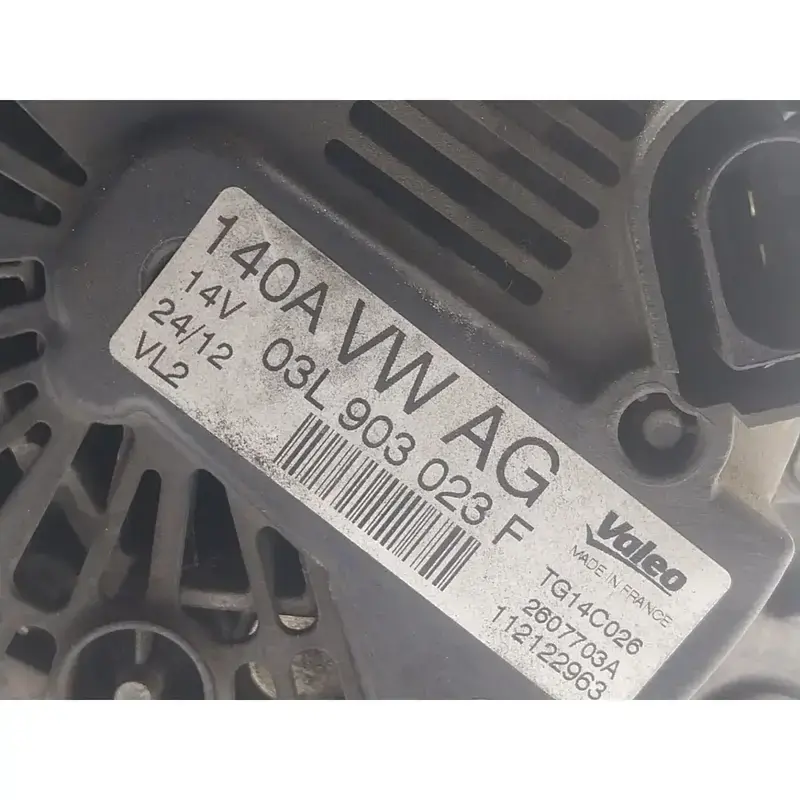 140A VW AG
14V 03L 903 023 F
24/12
VL2
Valeo
MADE IN FRANCE
TG14C026
2607703A
112122963